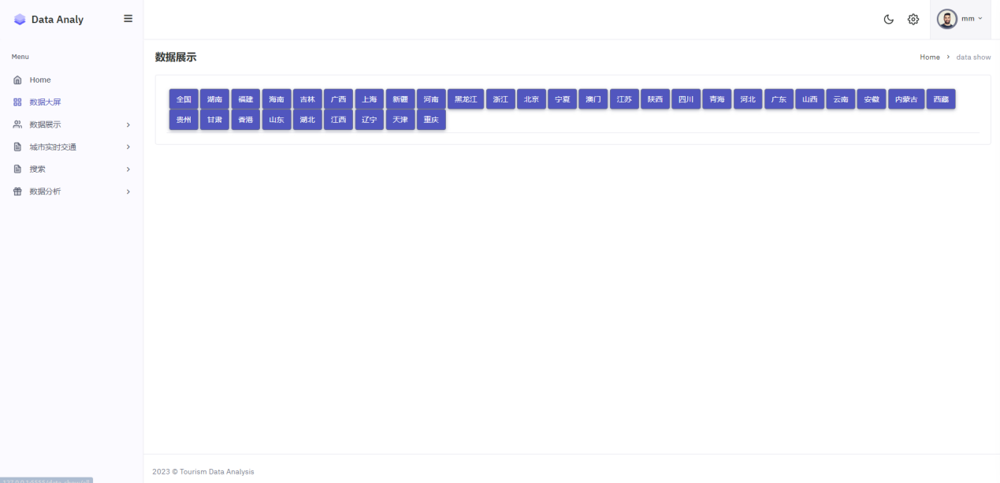 Data Analy
mm
Menu
Home
数据大屏
数据展示
城市实时交通
搜索
数据分析
数据展示
Home > data show
全国 湖南 福建 海南 吉林 广西 上海 新疆 河南 黑龙江 浙江 北京 宁夏 澳门 江苏 陕西 四川 青海 河北 广东 山西 云南 安徽 内蒙古 西藏
贵州 甘肃 香港 山东 湖北 江西 辽宁 天津 重庆
2023 © Tourism Data Analysis